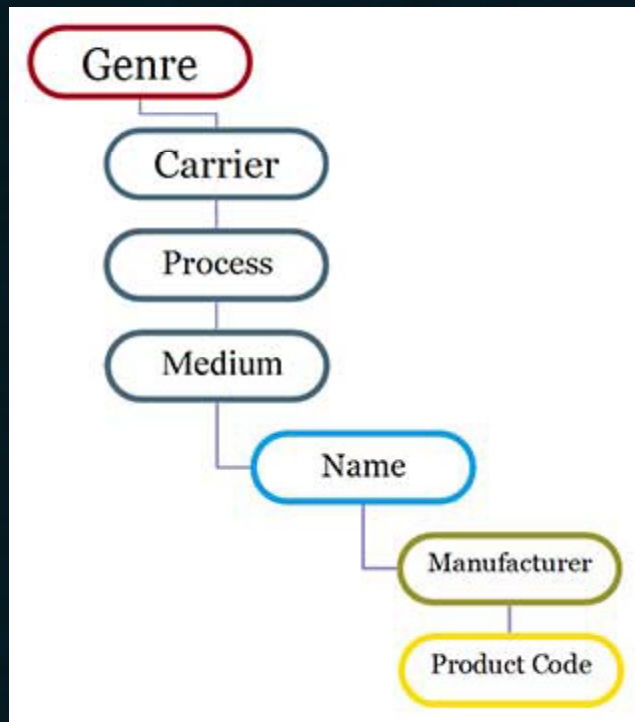 Genre
Carrier
Process
Medium
Name
Manufacturer
Product Code